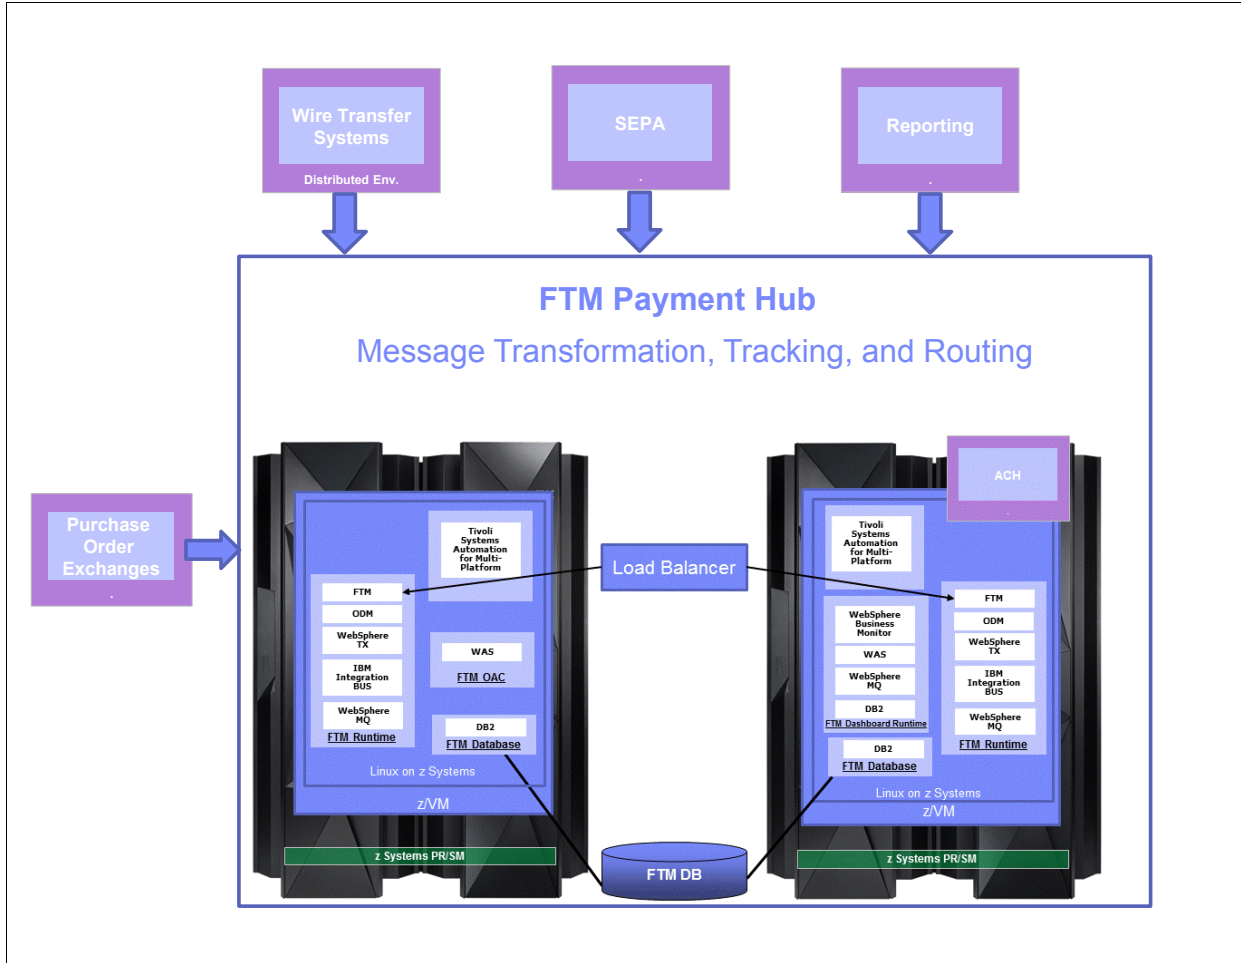 Wire Transfer
Systems
Distributed Env.
SEPA
.
Reporting
.
FTM Payment Hub
Message Transformation, Tracking, and Routing
Purchase
Order
Exchanges
.
Tivoli
Systems
Automation
for Multi-
Platform
FTM
ODM
WebSphere
TX
IBM
Integration
BUS
WebSphere
MQ
FTM Runtime
WAS
FTM OAC
DB2
FTM Database
Linux on z Systems
z/VM
z Systems PR/SM
Load Balancer
FTM DB
ACH
.
Tivoli
Systems
Automation
for Multi-
Platform
WebSphere
Business
Monitor
WAS
WebSphere
MQ
DB2
FTM Dashboard Runtime
DB2
FTM Database
FTM
ODM
WebSphere
TX
IBM
Integration
BUS
WebSphere
MQ
FTM Runtime
Linux on z Systems
z/VM
z Systems PR/SM